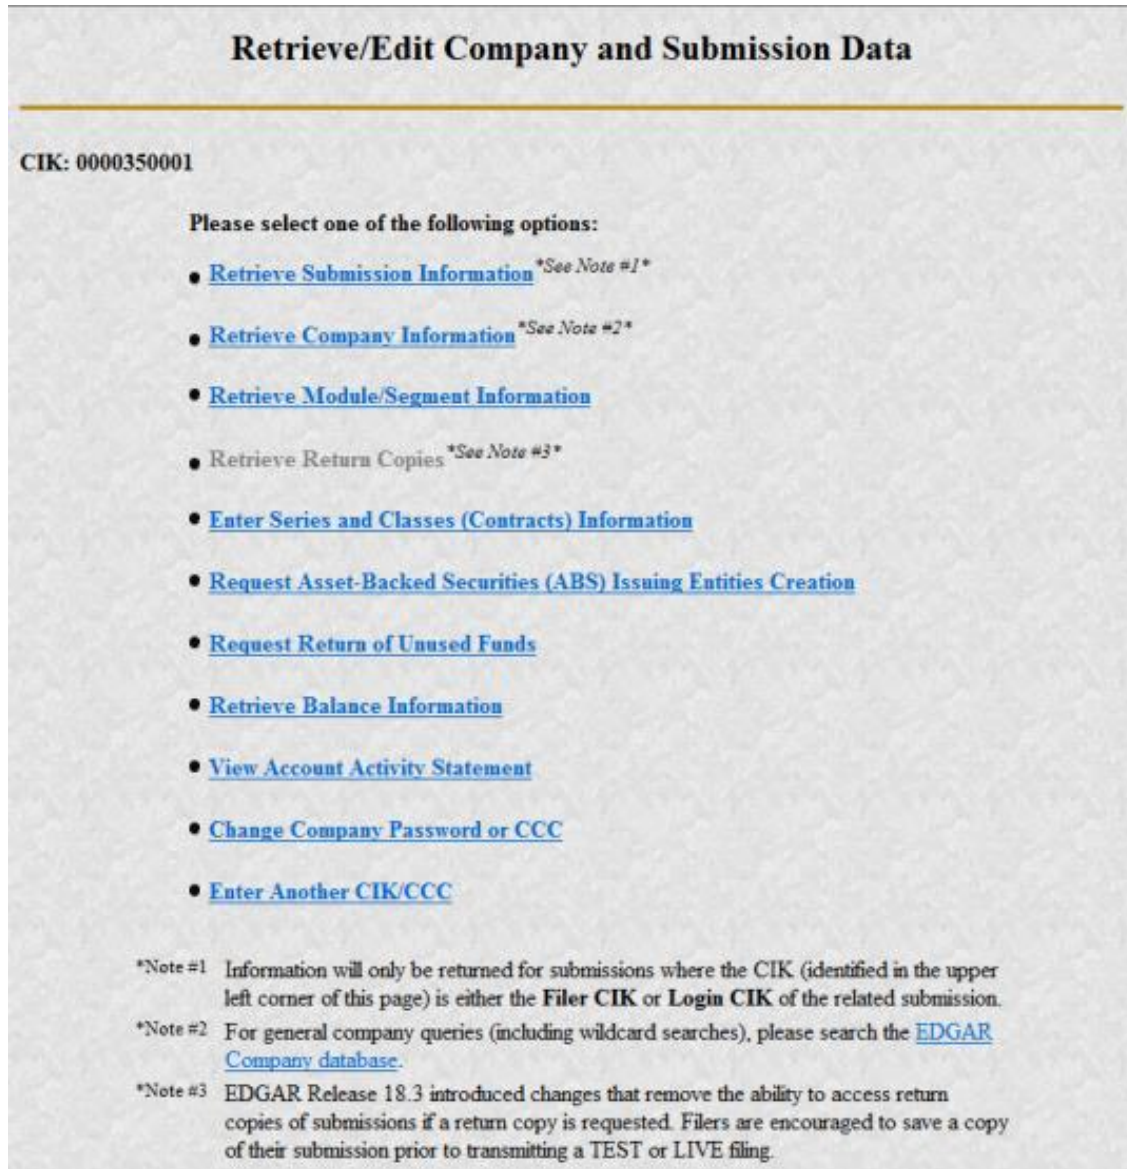 Retrieve/Edit Company and Submission Data
CIK: 0000350001
Please select one of the following options:
Retrieve Submission Information *See Note #1*
Retrieve Company Information *See Note #2*
Retrieve Module/Segment Information
Retrieve Return Copies *See Note #3*
Enter Series and Classes (Contracts) Information
Request Asset-Backed Securities (ABS) Issuing Entities Creation
Request Return of Unused Funds
Retrieve Balance Information
View Account Activity Statement
Change Company Password or CCC
Enter Another CIK/CCC
*Note #1 Information will only be returned for submissions where the CIK (identified in the upper
left corner of this page) is either the Filer CIK or Login CIK of the related submission.
*Note #2 For general company queries (including wildcard searches), please search the EDGAR
Company database.
*Note #3 EDGAR Release 18.3 introduced changes that remove the ability to access return
copies of submissions if a return copy is requested. Filers are encouraged to save a copy
of their submission prior to transmitting a TEST or LIVE filing.